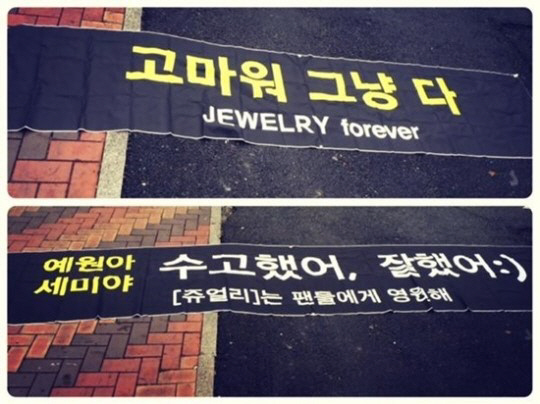 고마워 그냥 다
JEWELRY forever
예원아
세미야
수고했어, 잘했어:)
[쥬얼리]는 팬들에게 영원해